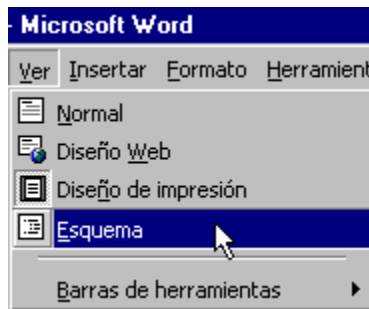 - Microsoft Word
Ver Insertar Formato Herramient
Normal
Diseño Web
Diseño de impresión
Esquema
Barras de herramientas